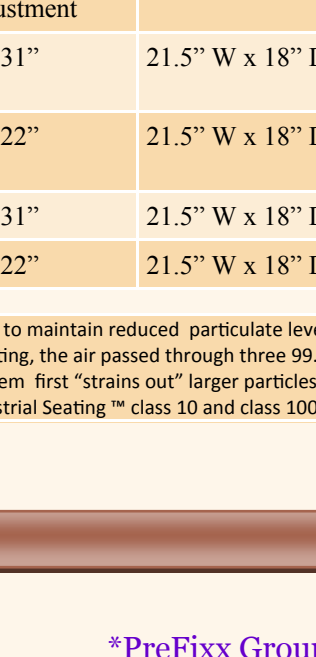 ustment
31” 21.5” W x 18” D
22” 21.5” W x 18” D
31” 21.5” W x 18” D
22” 21.5” W x 18” D
to maintain reduced particulate leve
ting, the air passed through three 99.
em first “strains out” larger particles
strial Seating ™ class 10 and class 100
*PreFixx Grou